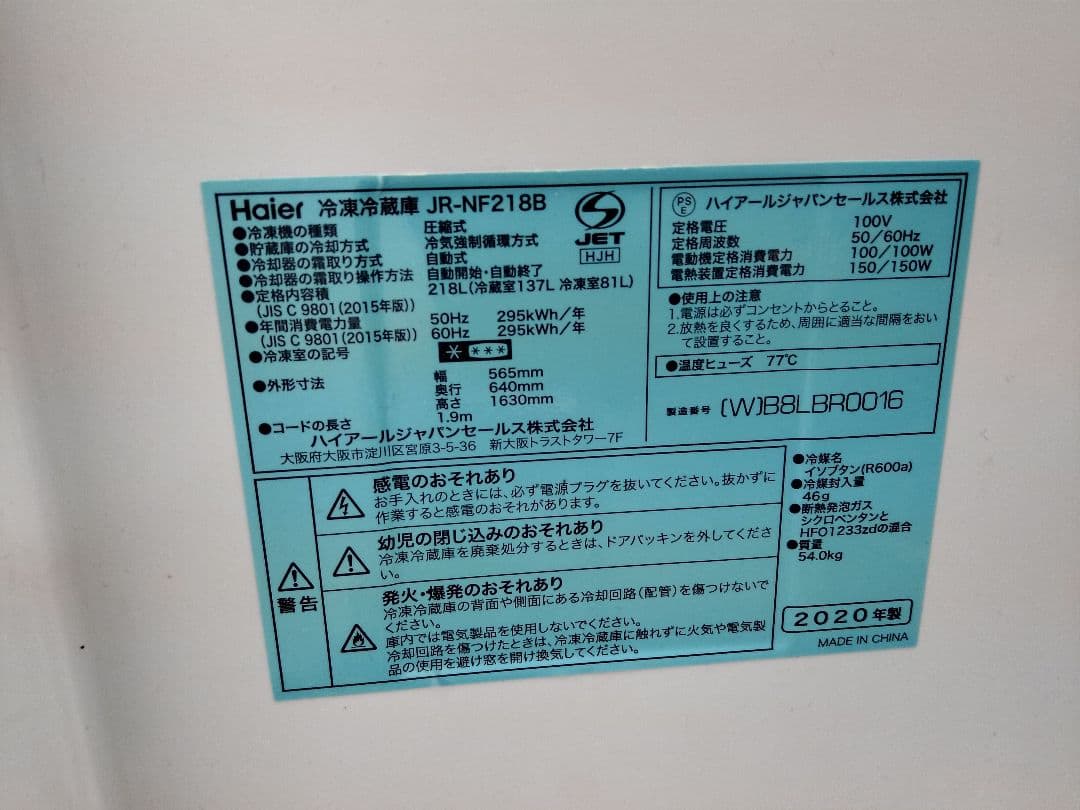 Haier 冷凍冷蔵庫 JR-NF218B
●冷凍機の種類 圧縮式
●貯蔵庫の冷却方式 冷気強制循環方式
●冷却器の霜取り方式 自動式
●冷却器の霜取り操作方法 自動開始・自動終了
●定格内容積 218L(冷蔵室137L 冷凍室81L)
(JIS C 9801(2015年版))
●年間消費電力量 50Hz 295kWh/年
(JIS C 9801(2015年版)) 60Hz 295kWh/年
●冷凍室の記号 * ***
●外形寸法 幅 565mm
奥行 640mm
高さ 1630mm
●コードの長さ 1.9m
ハイアールジャパンセールス株式会社
大阪府大阪市淀川区宮原3-5-36 新大阪トラストタワー7F
JET
HJH
PS
E
ハイアールジャパンセールス株式会社
定格電圧 100V
定格周波数 50/60Hz
電動機定格消費電力 100/100W
電熱装置定格消費電力 150/150W
●使用上の注意
1.電源は必ずコンセントからとること。
2.放熱を良くするため、周囲に適当な間隔をおい
て設置すること。
●温度ヒューズ 77℃
製造番号 (W)B8LBR0016
警告
感電のおそれあり
お手入れのときには、必ず電源プラグを抜いてください。抜かずに
作業すると感電のおそれがあります。
幼児の閉じ込みのおそれあり
冷凍冷蔵庫を廃棄処分するときは、ドアパッキンを外してくださ
い。
発火・爆発のおそれあり
冷凍冷蔵庫の背面や側面にある冷却回路(配管)を傷つけないで
ください。
庫内では電気製品を使用しないでください。
冷却回路を傷つけたときは、冷凍冷蔵庫に触れずに火気や電気製
品の使用を避け窓を開け換気してください。
●冷媒名
イソブタン(R600a)
●冷媒封入量
46g
●断熱発泡ガス
シクロペンタンと
HFO1233zdの混合
●質量
54.0kg
2020年製
MADE IN CHINA